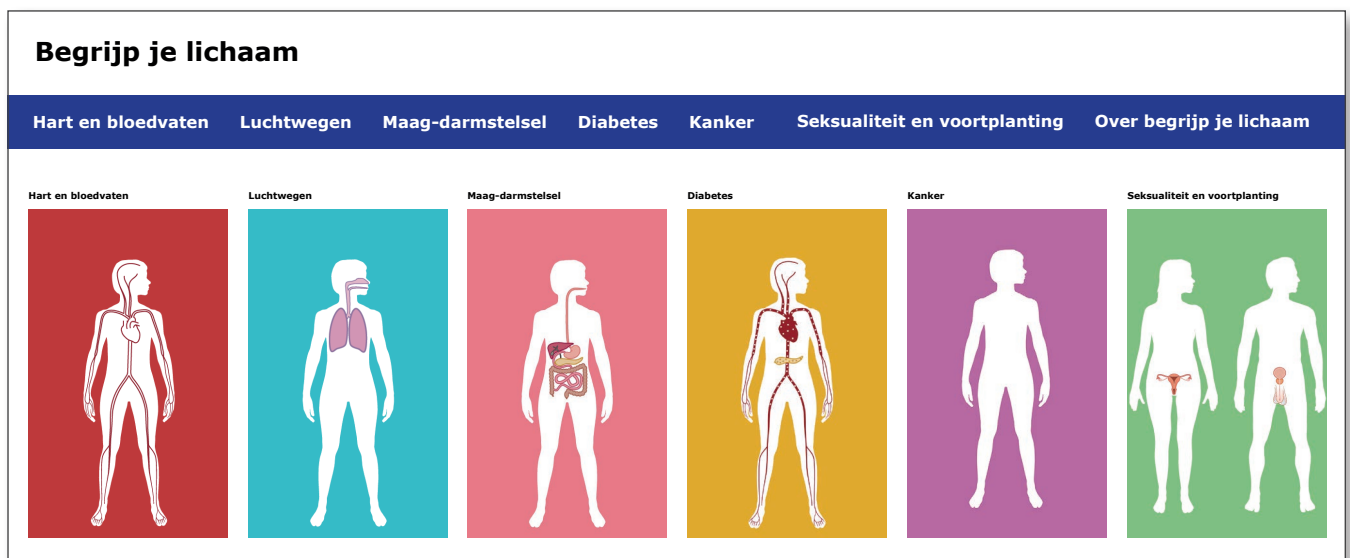 Begrijp je lichaam
Hart en bloedvaten Luchtwegen Maag-darmstelsel Diabetes Kanker Seksualiteit en voortplanting Over begrijp je lichaam
Hart en bloedvaten Luchtwegen Maag-darmstelsel Diabetes Kanker Seksualiteit en voortplanting